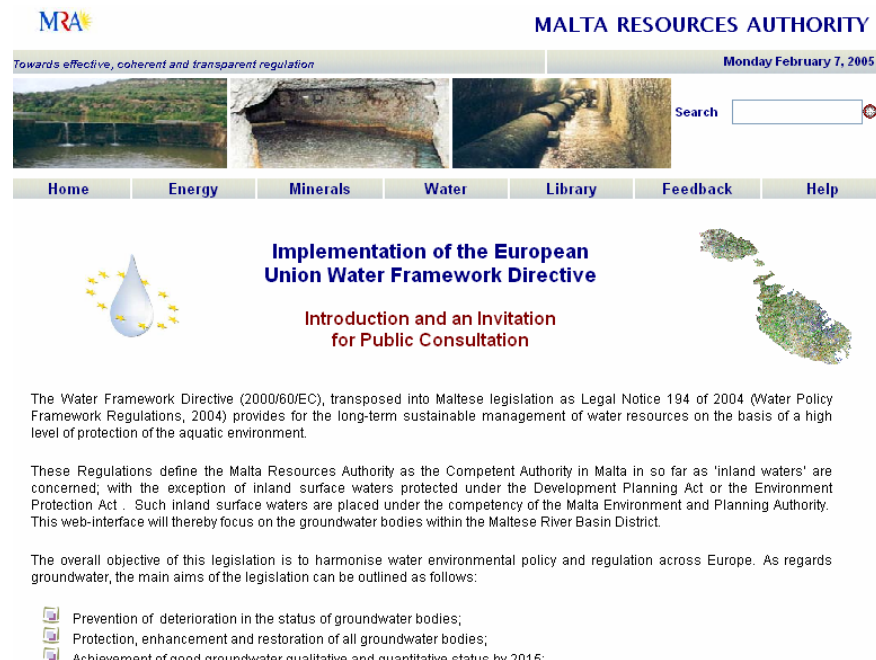 MRA
MALTA RESOURCES AUTHORITY
Towards effective, coherent and transparent regulation
Monday February 7, 2005
Search
Home Energy Minerals Water Library Feedback Help
Implementation of the European
Union Water Framework Directive
Introduction and an Invitation
for Public Consultation
The Water Framework Directive (2000/60/EC), transposed into Maltese legislation as Legal Notice 194 of 2004 (Water Policy
Framework Regulations, 2004) provides for the long-term sustainable management of water resources on the basis of a high
level of protection of the aquatic environment.
These Regulations define the Malta Resources Authority as the Competent Authority in Malta in so far as 'inland waters' are
concerned; with the exception of inland surface waters protected under the Development Planning Act or the Environment
Protection Act . Such inland surface waters are placed under the competency of the Malta Environment and Planning Authority.
This web-interface will thereby focus on the groundwater bodies within the Maltese River Basin District.
The overall objective of this legislation is to harmonise water environmental policy and regulation across Europe. As regards
groundwater, the main aims of the legislation can be outlined as follows:
Prevention of deterioration in the status of groundwater bodies;
Protection, enhancement and restoration of all groundwater bodies;
Achievement of good groundwater qualitative and quantitative status by 2015;